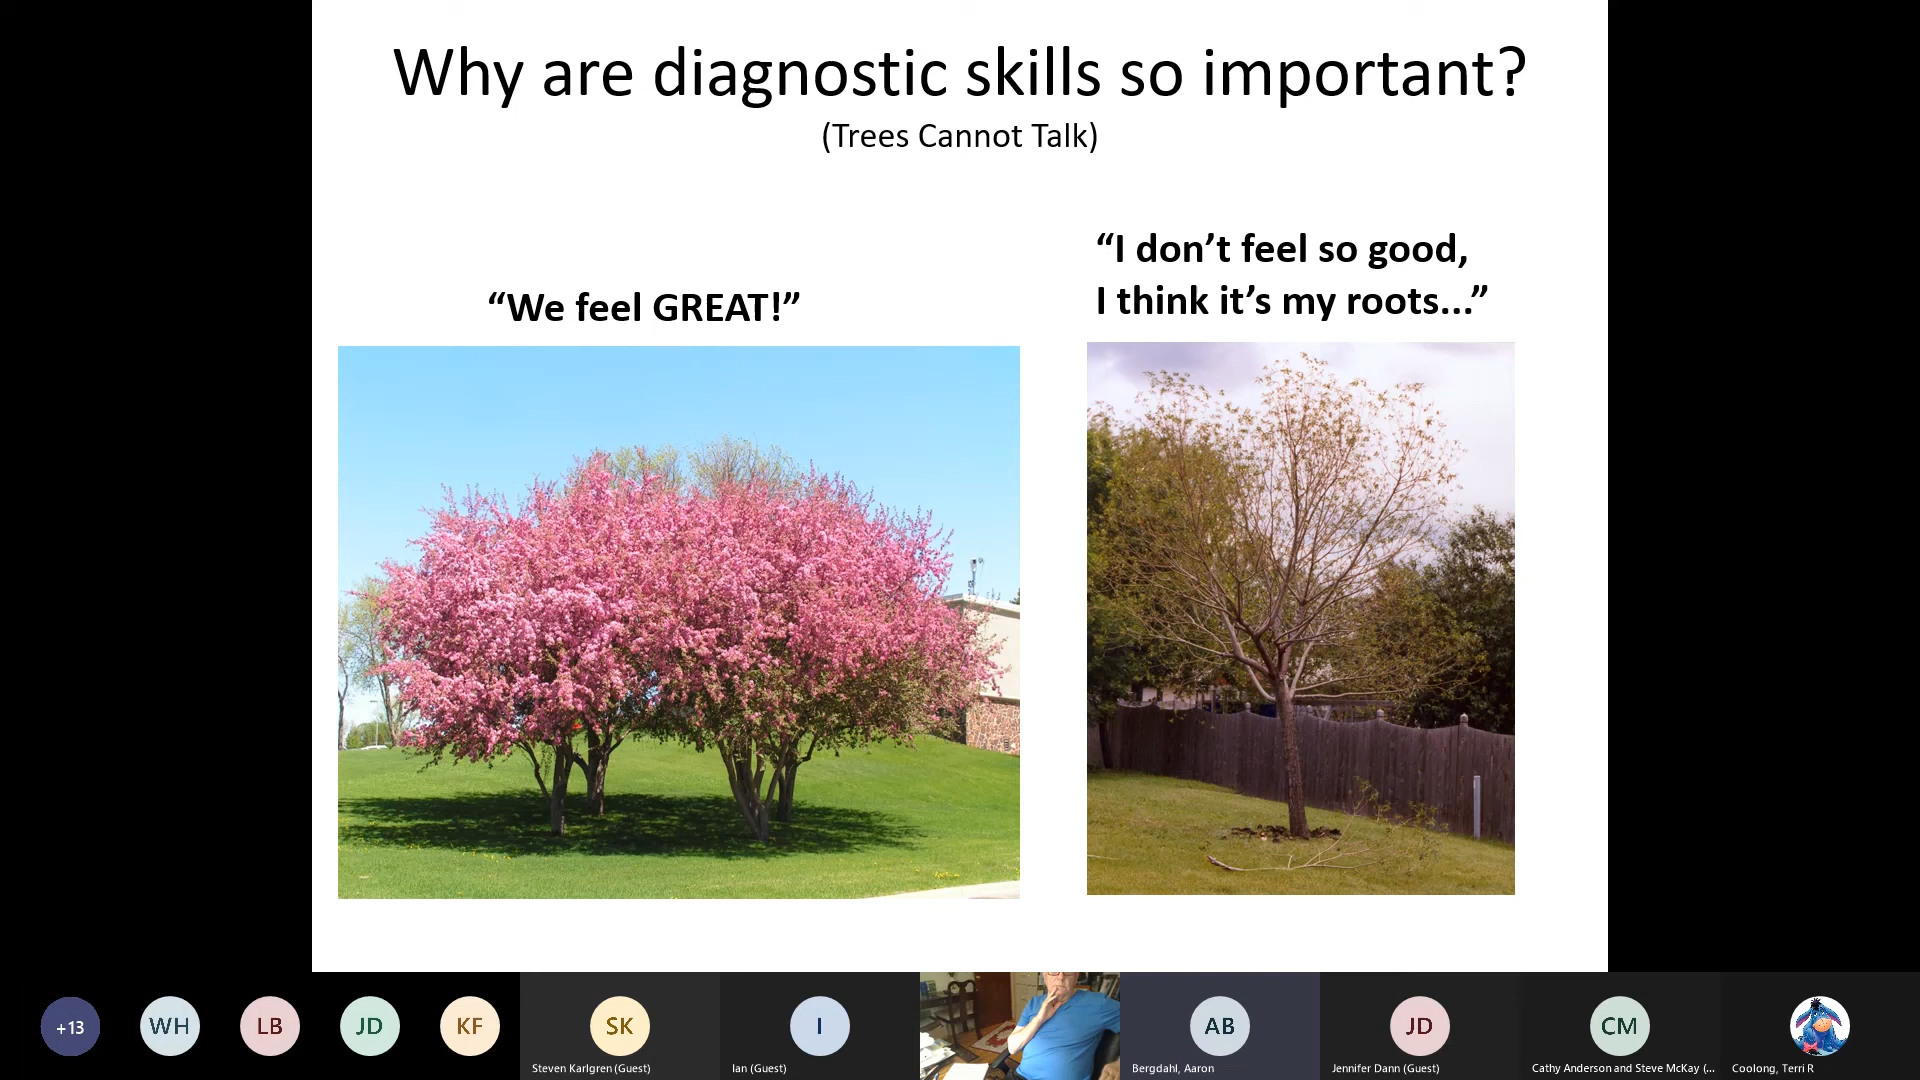 Why are diagnostic skills so important?
(Trees Cannot Talk)
“We feel GREAT!”
“I don’t feel so good,
I think it’s my roots...”
+13
WH
LB
JD
KF
SK
Steven Karlgren (Guest)
I
Ian (Guest)
AB
Bergdahl, Aaron
JD
Jennifer Dann (Guest)
CM
Cathy Anderson and Steve McKay (...
Coolong, Terri R